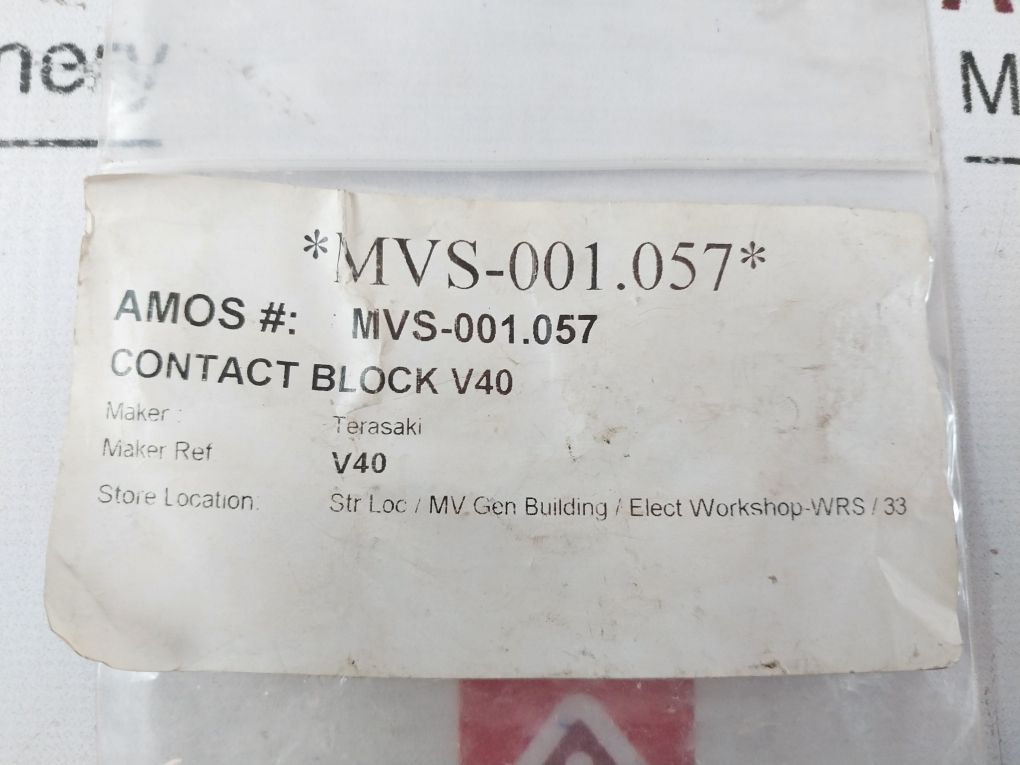 nery
M
*MVS-001.057*
AMOS #: MVS-001.057
CONTACT BLOCK V40
Maker : Terasaki
Maker Ref V40
Store Location: Str Loc / MV Gen Building / Elect Workshop-WRS / 33